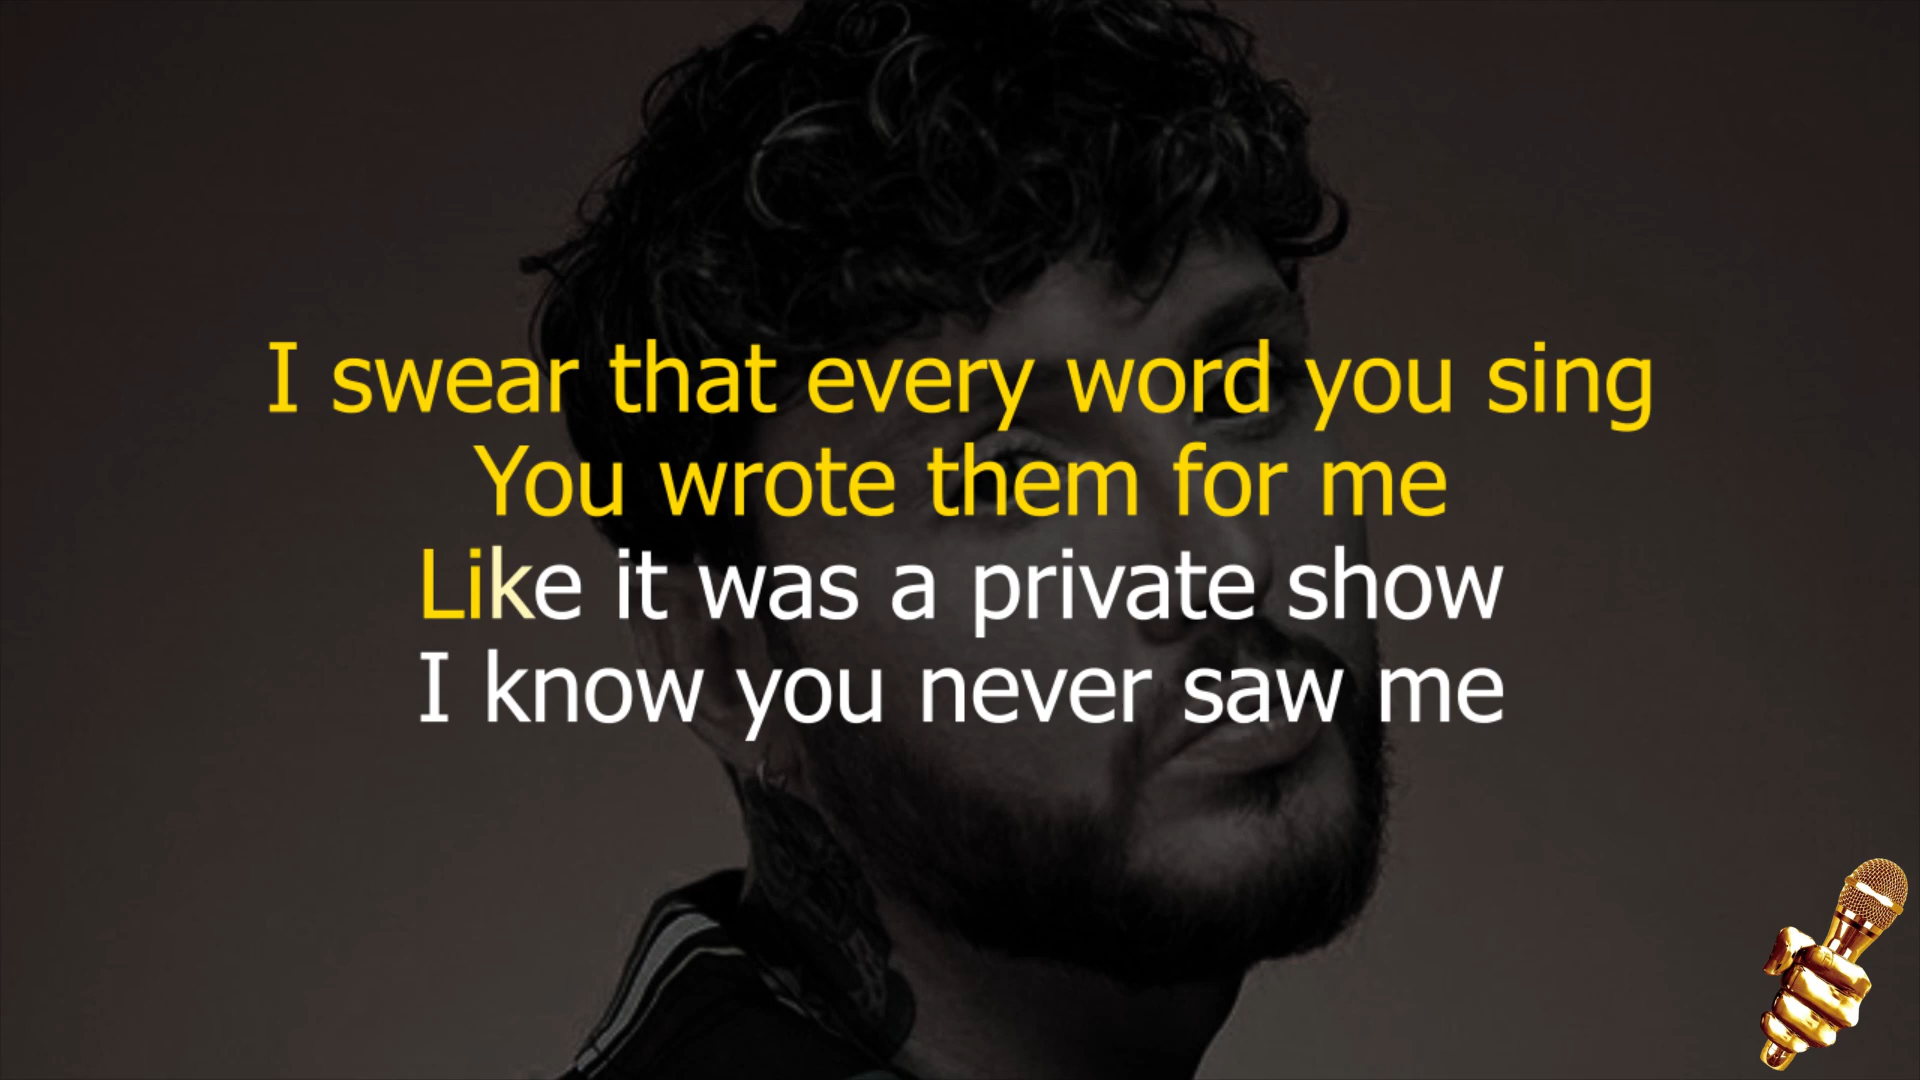 I swear that every word you sing
You wrote them for me
Like it was a private show
I know you never saw me